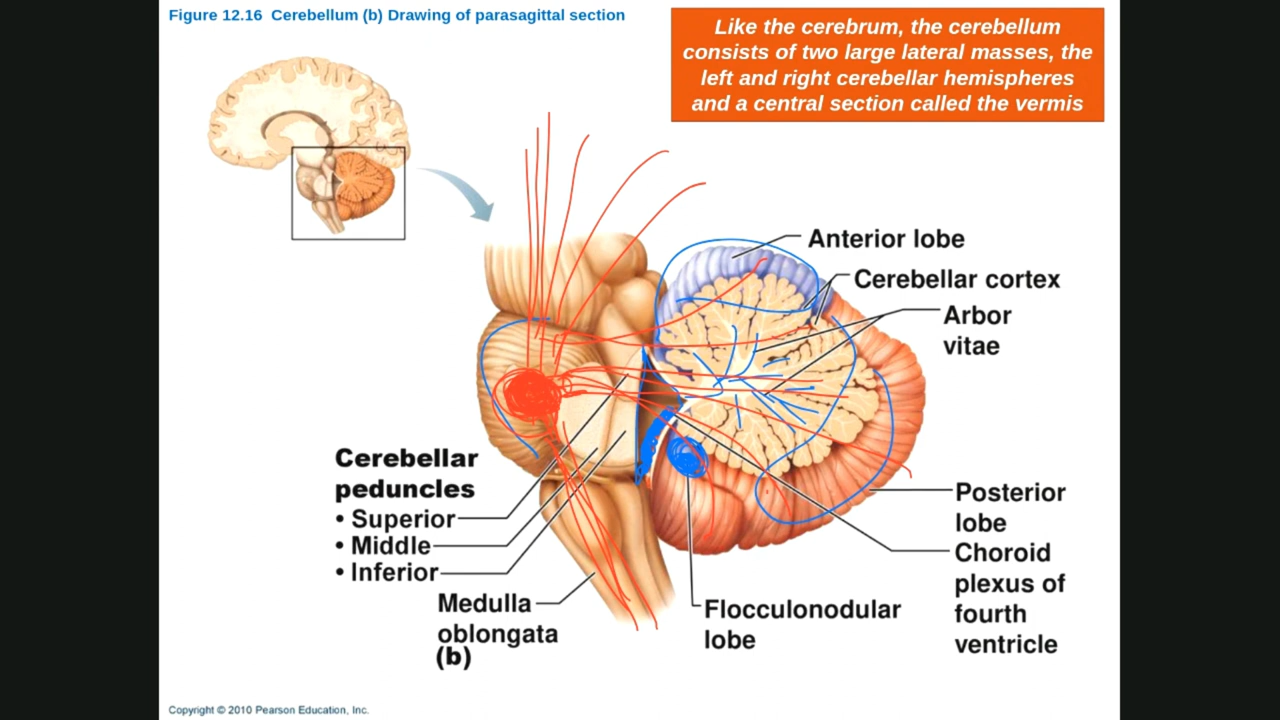 Figure 12.16 Cerebellum (b) Drawing of parasagittal section
Like the cerebrum, the cerebellum
consists of two large lateral masses, the
left and right cerebellar hemispheres
and a central section called the vermis
Anterior lobe
Cerebellar cortex
Arbor
vitae
Cerebellar
peduncles
• Superior
• Middle
• Inferior
Medulla
oblongata
(b)
Posterior
lobe
Choroid
plexus of
fourth
ventricle
Flocculonodular
lobe
Copyright © 2010 Pearson Education, Inc.